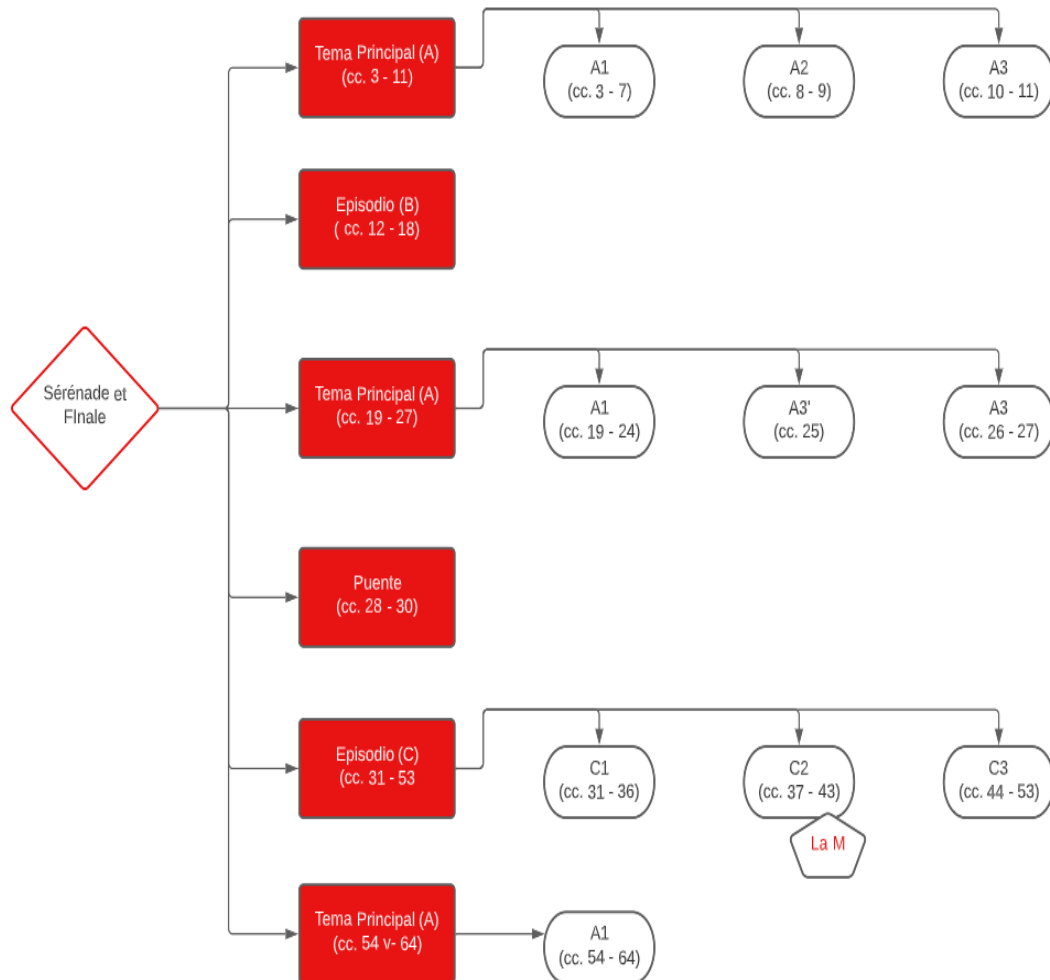 Tema Principal (A)
(cc. 3 - 11)
A1
(cc. 3 - 7)
A2
(cc. 8 - 9)
A3
(cc. 10 - 11)
Episodio (B)
( cc. 12 - 18)
Sérénade et
FInale
Tema Principal (A)
(cc. 19 - 27)
A1
(cc. 19 - 24)
A3'
(cc. 25)
A3
(cc. 26 - 27)
Puente
(cc. 28 - 30)
Episodio (C)
(cc. 31 - 53
C1
(cc. 31 - 36)
C2
(cc. 37 - 43)
C3
(cc. 44 - 53)
La M
Tema Principal (A)
(cc. 54 v- 64)
A1
(cc. 54 - 64)